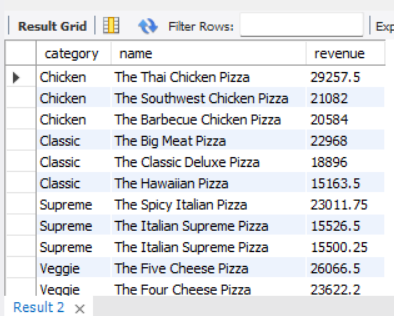 Result Grid Filter Rows: Exp
category name revenue
Chicken The Thai Chicken Pizza 29257.5
Chicken The Southwest Chicken Pizza 21082
Chicken The Barbecue Chicken Pizza 20584
Classic The Big Meat Pizza 22968
Classic The Classic Deluxe Pizza 18896
Classic The Hawaiian Pizza 15163.5
Supreme The Spicy Italian Pizza 23011.75
Supreme The Italian Supreme Pizza 15526.5
Supreme The Italian Supreme Pizza 15500.25
Veggie The Five Cheese Pizza 26066.5
Veggie The Four Cheese Pizza 23622.2
Result 2